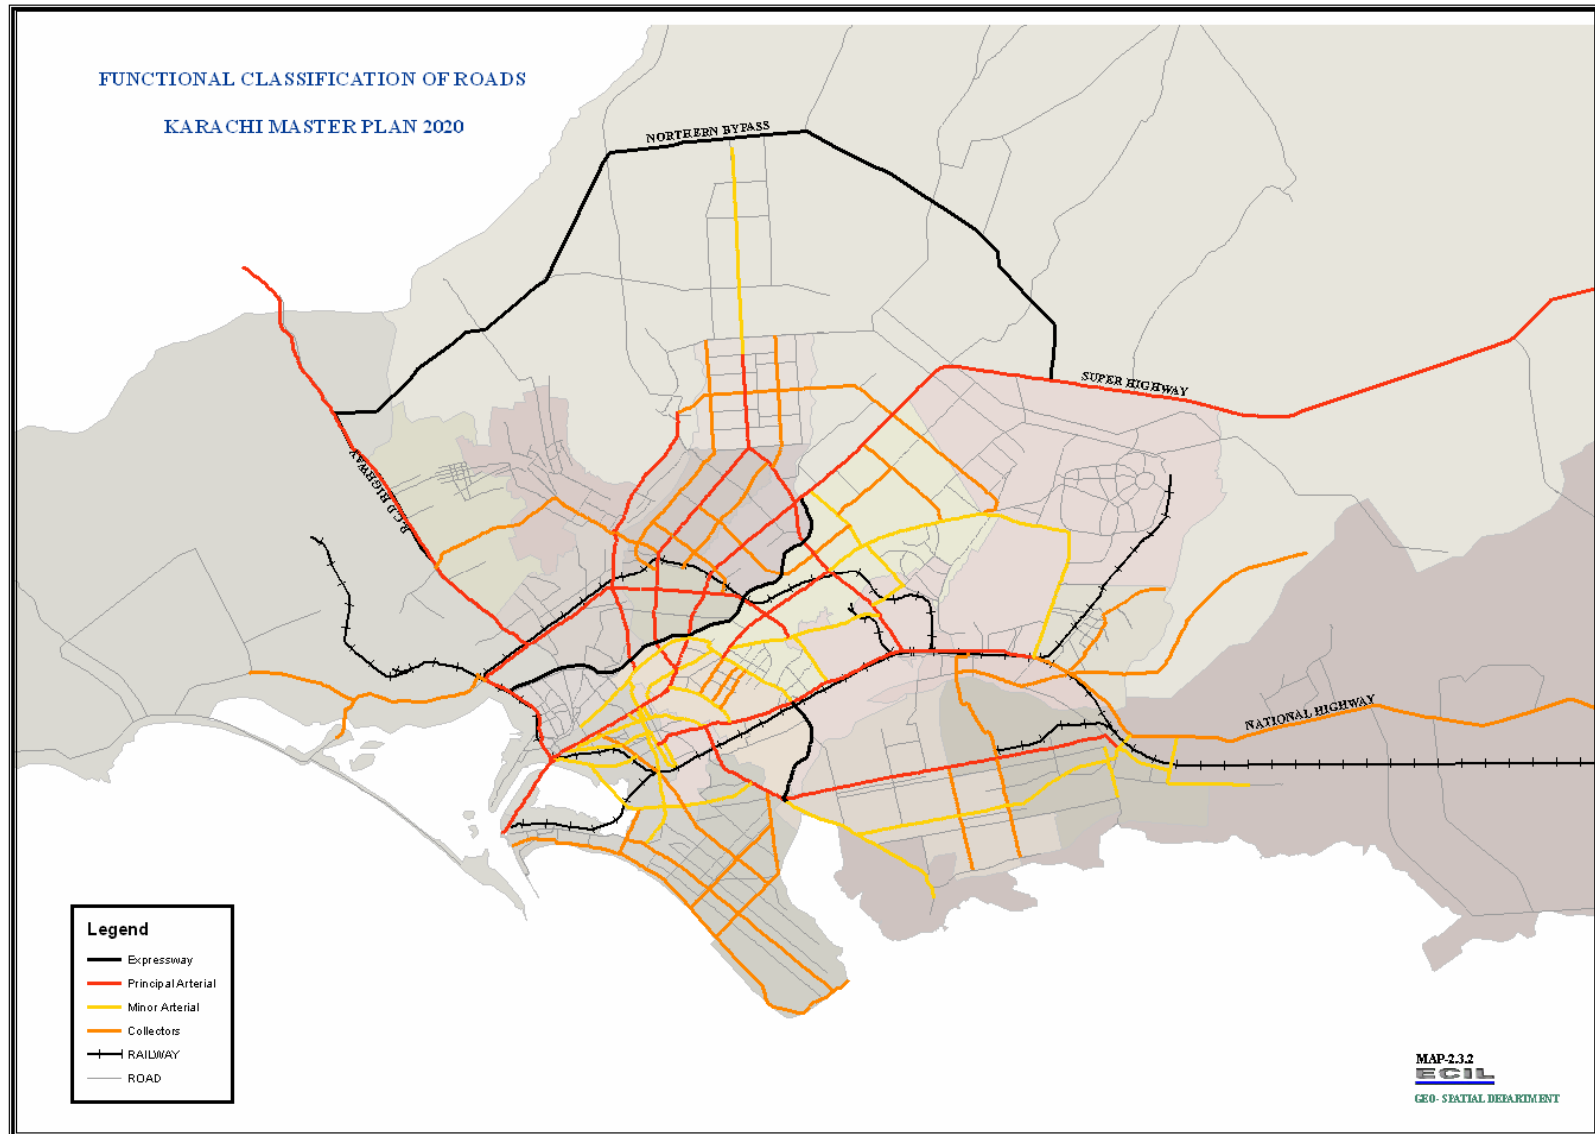 FUNCTIONAL CLASSIFICATION OF ROADS
KARACHI MASTER PLAN 2020
NORTHERN BYPASS
SUPER HIGHWAY
R.C.D HIGHWAY
NATIONAL HIGHWAY
Legend
Expressway
Principal Arterial
Minor Arterial
Collectors
RAILWAY
ROAD
MAP-2.3.2
ECIL
GEO- SPATIAL DEPARTMENT